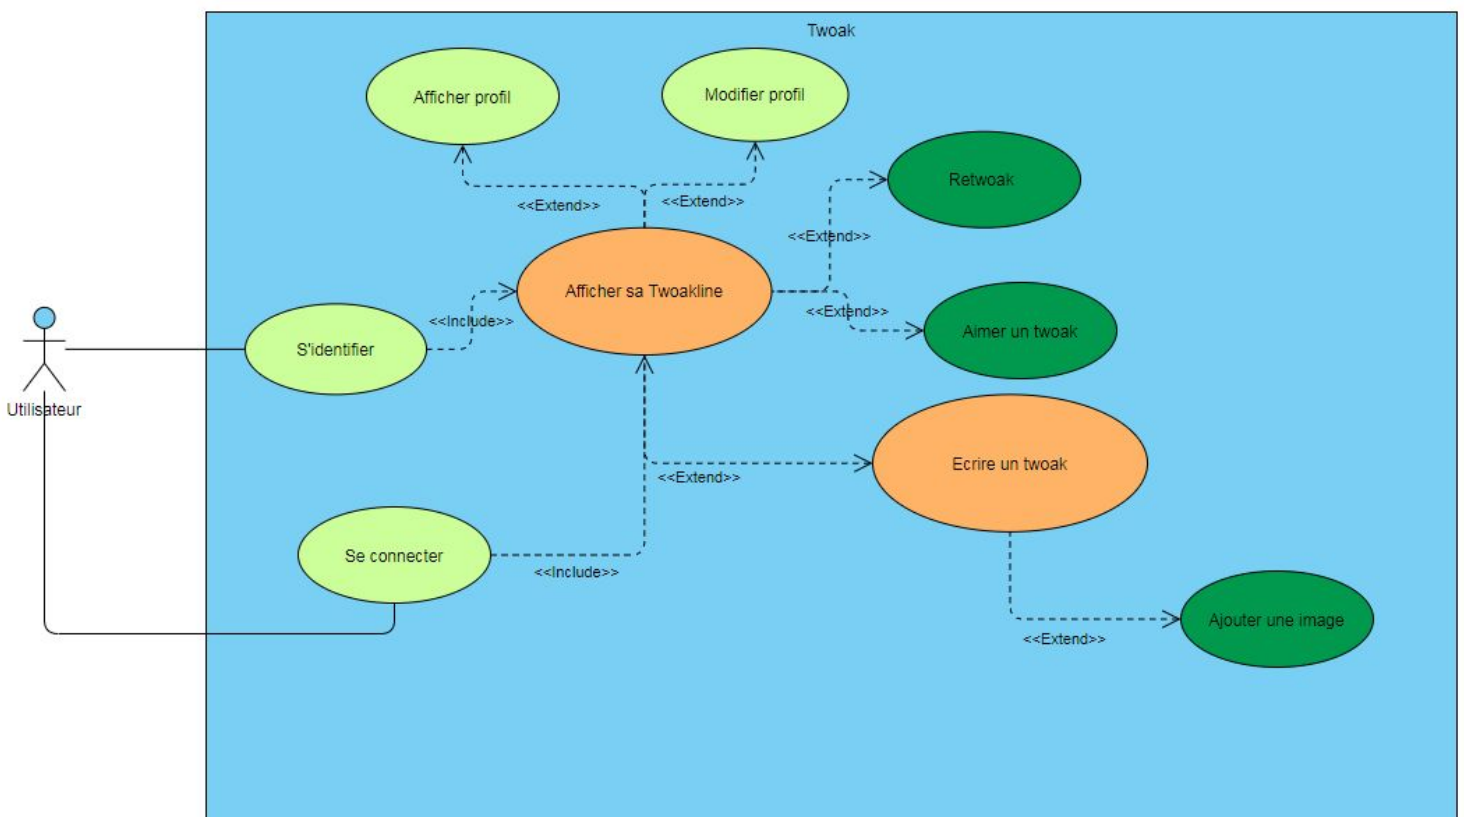 Twoak
Afficher profil
Modifier profil
Retwoak
<<Extend>>
<<Extend>>
<<Extend>>
Afficher sa Twoakline
<<Extend>>
<<Include>>
Aimer un twoak
S'identifier
Utilisateur
Ecrire un twoak
<<Extend>>
Se connecter
<<Include>>
Ajouter une image
<<Extend>>